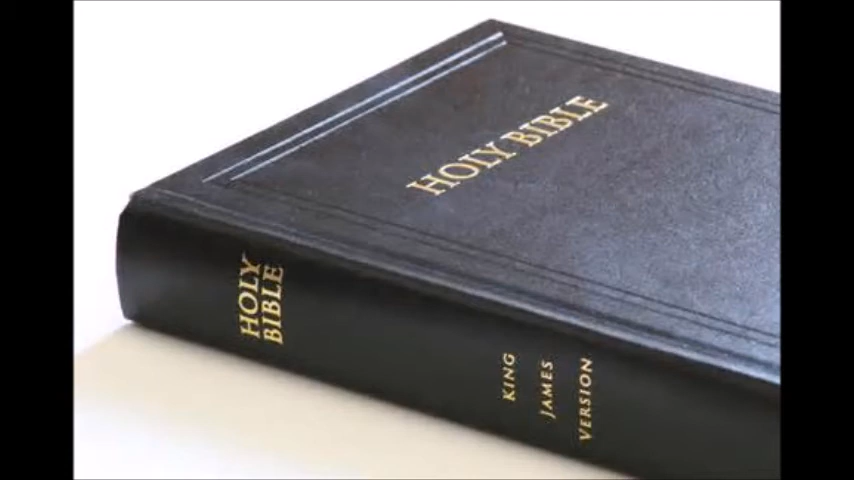 HOLY BIBLE
HOLY
BIBLE
KING
JAMES
VERSION